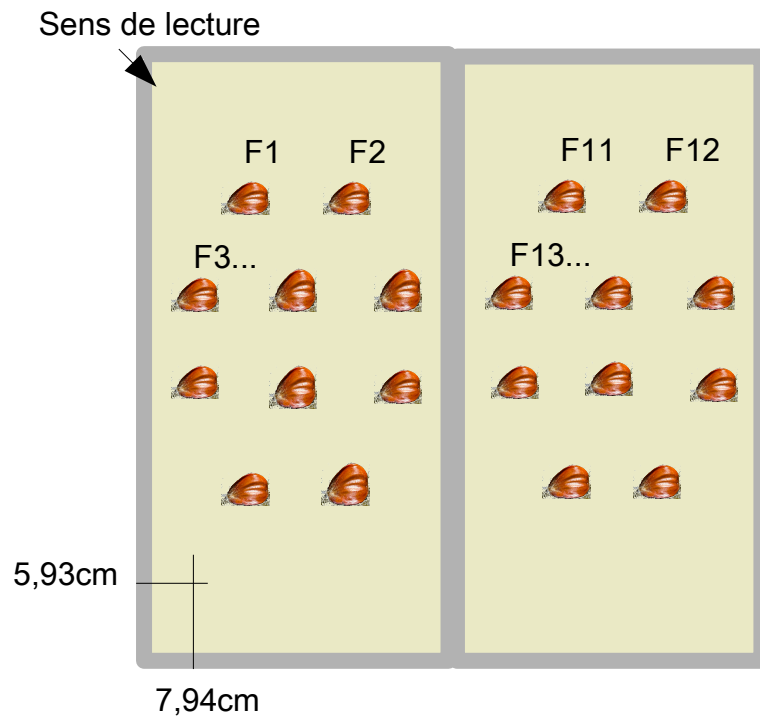 Sens de lecture
F1 F2
F11 F12
F3...
F13...
5,93cm
7,94cm